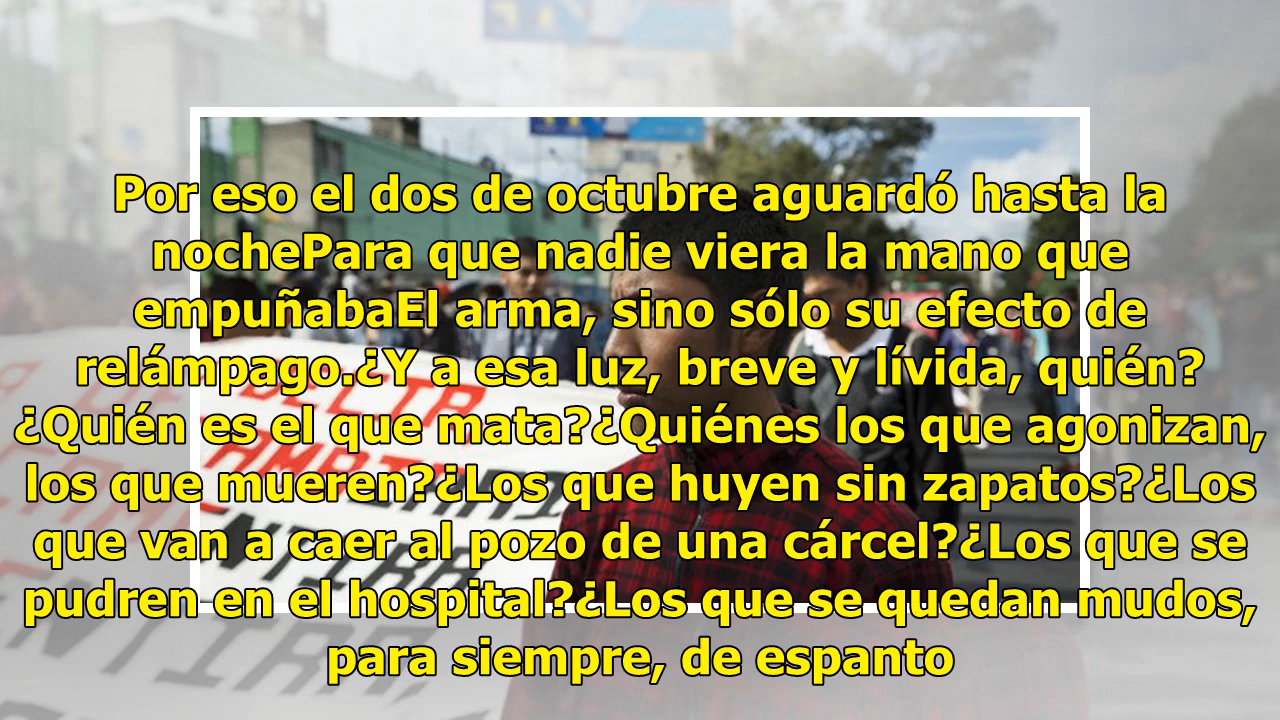 Por eso el dos de octubre aguardó hasta la
nochePara que nadie viera la mano que
empuñabaEl arma, sino sólo su efecto de
relámpago.¿Y a esa luz, breve y lívida, quién?
¿Quién es el que mata?¿Quiénes los que agonizan,
los que mueren?¿Los que huyen sin zapatos?¿Los
que van a caer al pozo de una cárcel?¿Los que se
pudren en el hospital?¿Los que se quedan mudos,
para siempre, de espanto